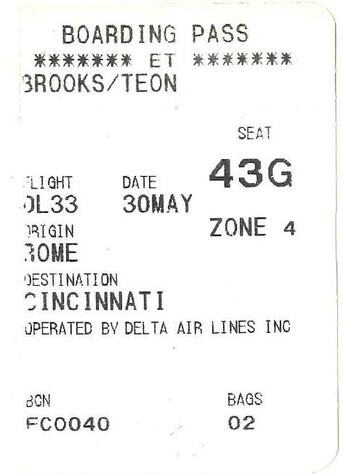 BOARDING PASS
******* ET *******
BROOKS/TEON
SEAT
43G
FLIGHT DATE
DL33 30MAY
ORIGIN ZONE 4
ROME
DESTINATION
CINCINNATI
OPERATED BY DELTA AIR LINES INC
BCN BAGS
FC0040 02